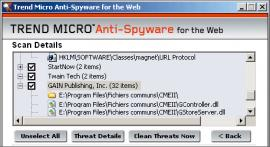 Trend Micro Anti-Spyware for the Web
TREND MICRO Anti-Spyware for the Web
Scan Details
HKLM\SOFTWARE\Classes\magnet\URL Protocol
StartNow (2 items)
Twain Tech (2 items)
GAIN Publishing, Inc. (32 items)
E:\Program Files\Fichiers communs\CMEII\
E:\Program Files\Fichiers communs\CMEII\GController.dll
E:\Program Files\Fichiers communs\CMEII\GStoreServer.dll
Unselect All Threat Details Clean Threats Now < Back